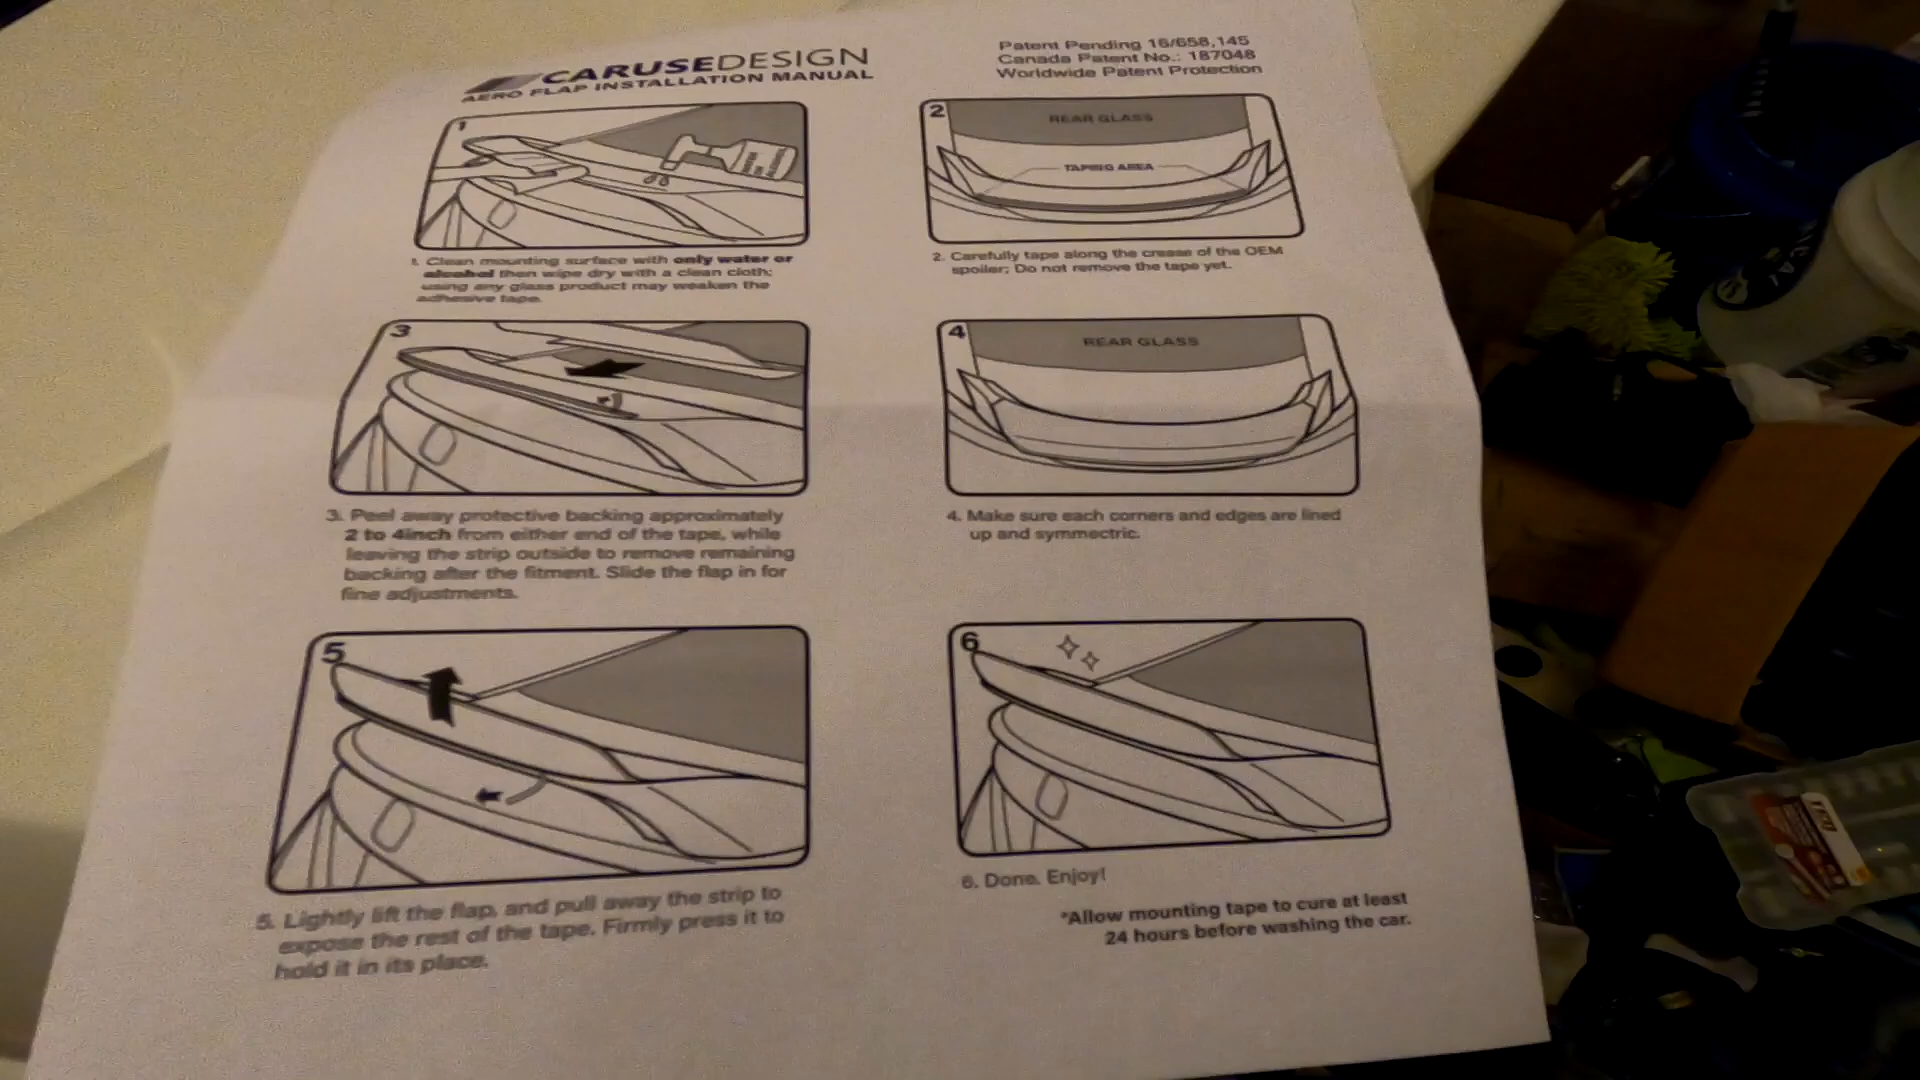 CARUSEDESIGN
AERO FLAP INSTALLATION MANUAL
Patent Pending 16/658,145
Canada Patent No.: 187048
Worldwide Patent Protection
1
2
REAR GLASS
TAPING AREA
1. Clean mounting surface with only water or
alcohol then wipe dry with a clean cloth;
using any glass product may weaken the
adhesive tape.
2. Carefully tape along the crease of the OEM
spoiler; Do not remove the tape yet.
3
4
REAR GLASS
3. Peel away protective backing approximately
2 to 4inch from either end of the tape, while
leaving the strip outside to remove remaining
backing after the fitment. Slide the flap in for
fine adjustments.
4. Make sure each corners and edges are lined
up and symmectric.
5
6
5. Lightly lift the flap, and pull away the strip to
expose the rest of the tape. Firmly press it to
hold it in its place.
6. Done. Enjoy!
*Allow mounting tape to cure at least
24 hours before washing the car.